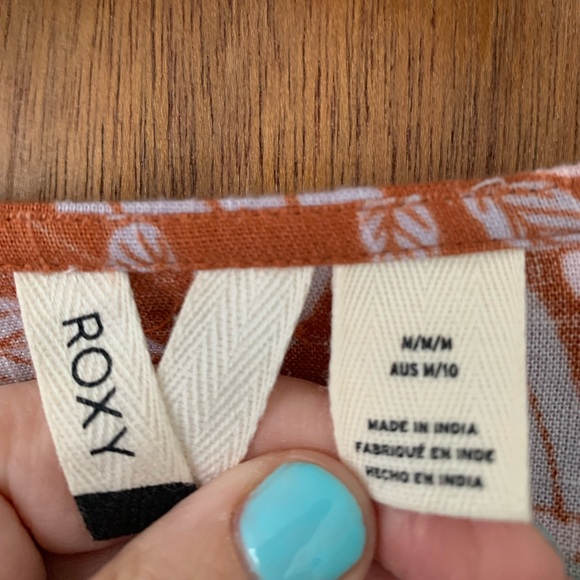 ROXY
M/M/M
AUS M/10
MADE IN INDIA
FABRIQUÉ EN INDE
HECHO EN INDIA